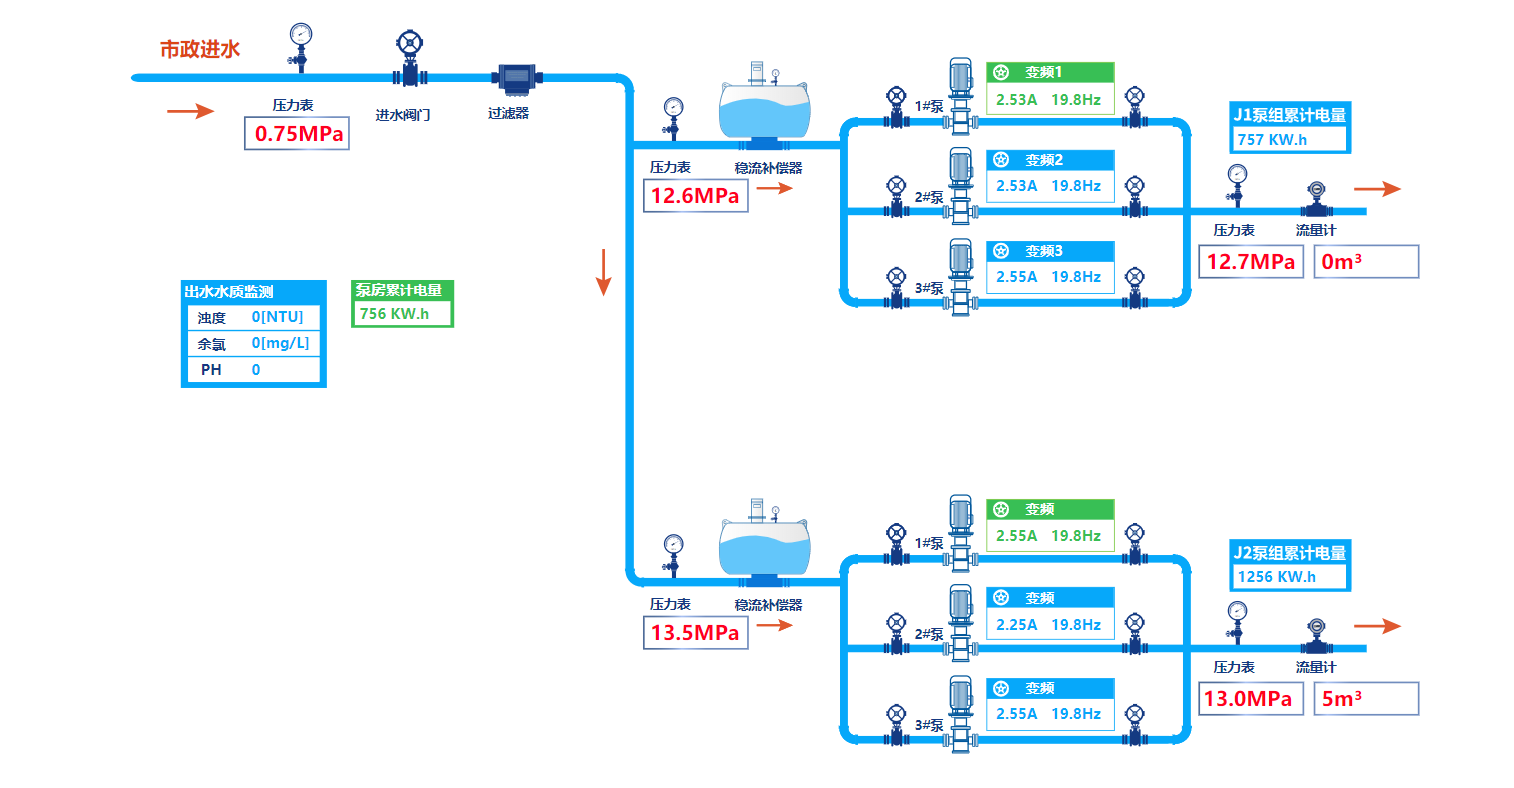 市政进水
压力表
0.75MPa
进水阀门
过滤器
压力表
12.6MPa
稳流补偿器
1#泵
变频1
2.53A 19.8Hz
2#泵
变频2
2.53A 19.8Hz
3#泵
变频3
2.55A 19.8Hz
J1泵组累计电量
757 KW.h
压力表
12.7MPa
流量计
0m³
出水水质监测
浊度 0[NTU]
余氯 0[mg/L]
PH 0
泵房累计电量
756 KW.h
压力表
13.5MPa
稳流补偿器
1#泵
变频
2.55A 19.8Hz
2#泵
变频
2.25A 19.8Hz
3#泵
变频
2.55A 19.8Hz
J2泵组累计电量
1256 KW.h
压力表
13.0MPa
流量计
5m³